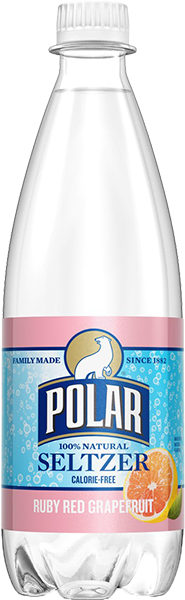 FAMILY MADE SINCE 1882
POLAR
100% NATURAL
SELTZER
CALORIE-FREE
RUBY RED GRAPEFRUIT